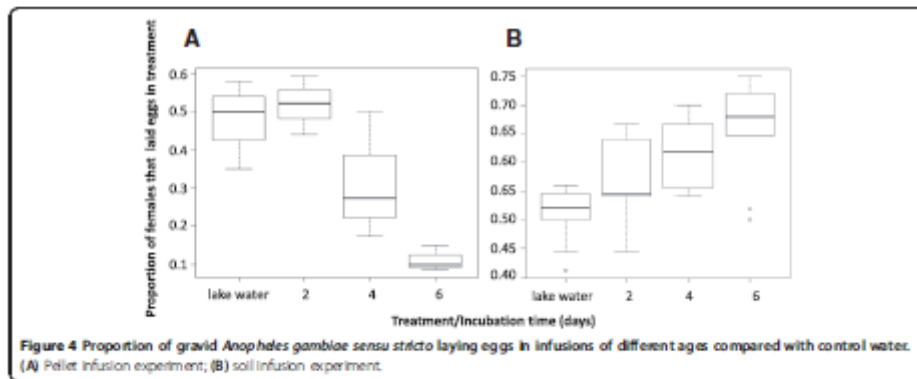 A
B
Proportion of females that laid eggs in treatment
0.6
0.5
0.4
0.3
0.2
0.1
lake water 2 4 6
0.75
0.70
0.65
0.60
0.55
0.50
0.45
0.40
lake water 2 4 6
Treatment/Incubation time (days)
Figure 4 Proportion of gravid Anopheles gambiae sensu stricto laying eggs in infusions of different ages compared with control water.
(A) Pellet infusion experiment; (B) soil infusion experiment.